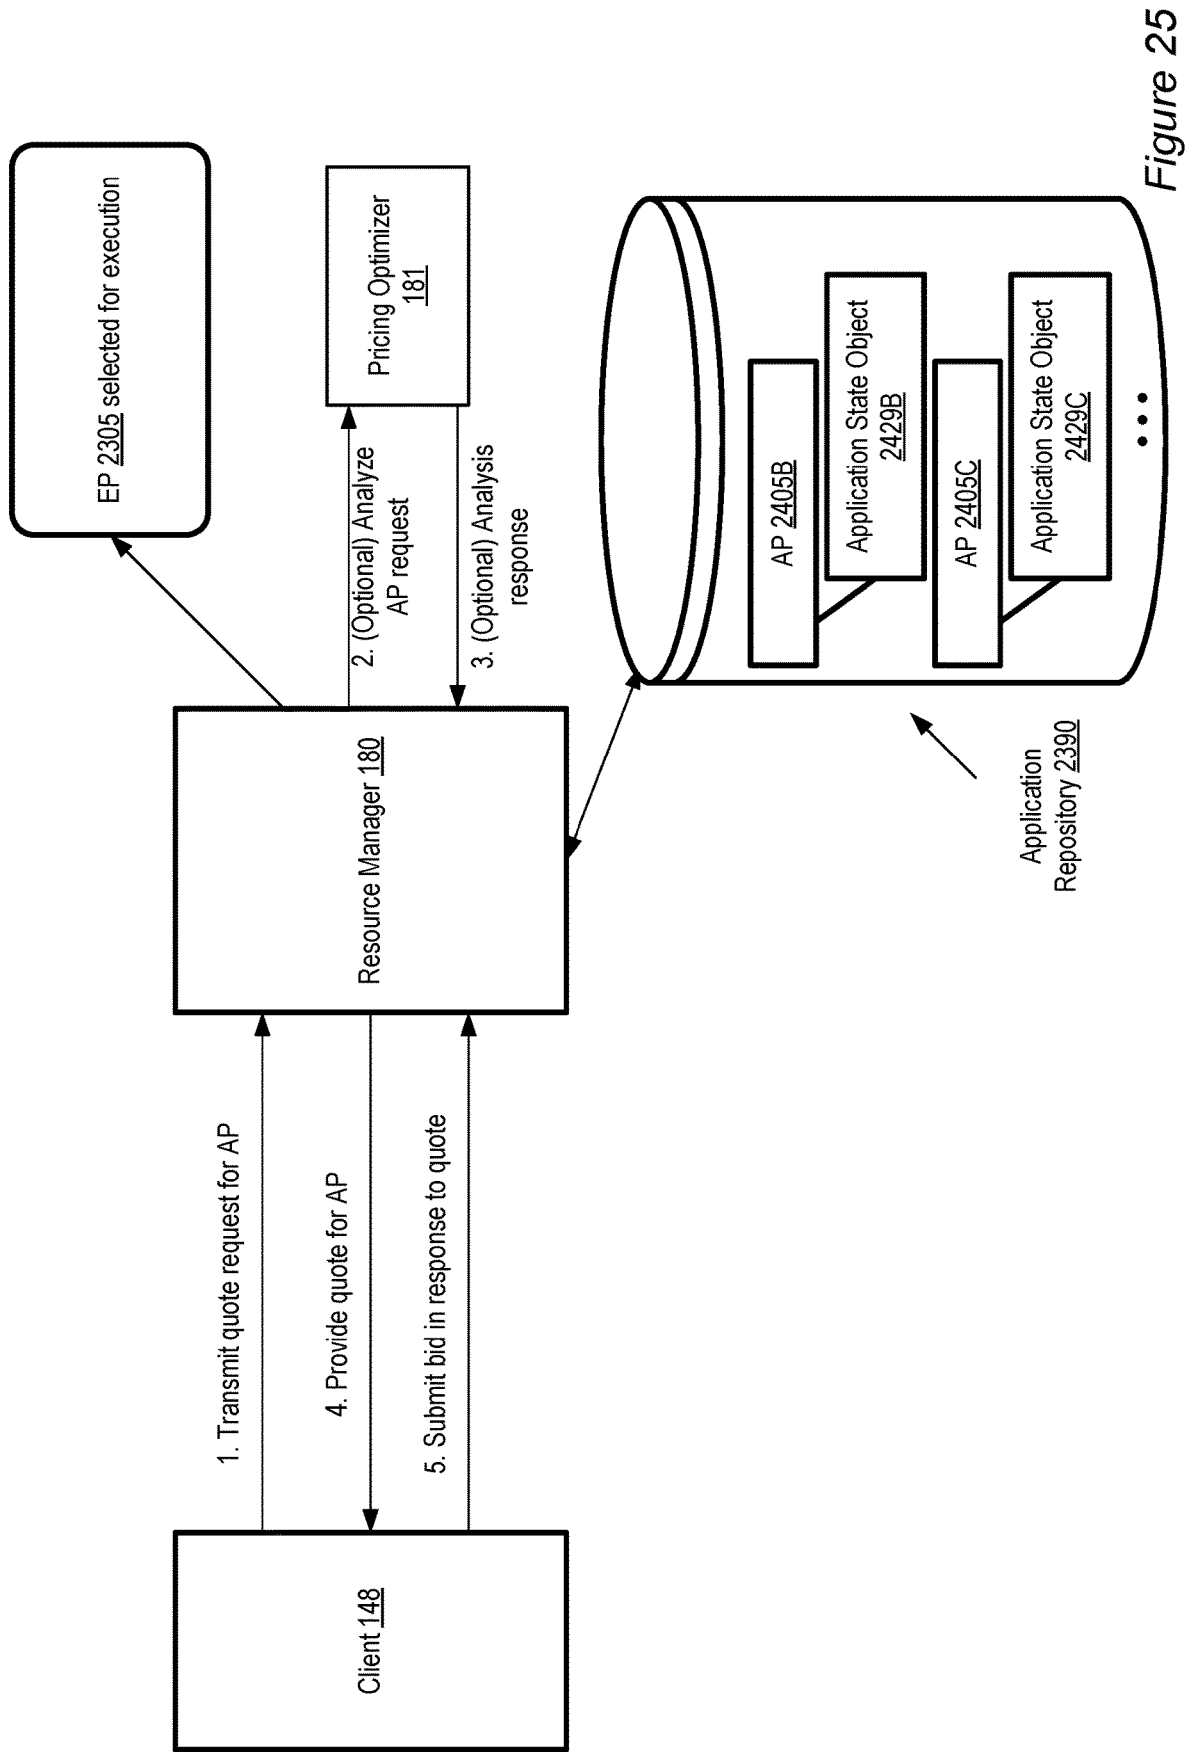 EP 2305 selected for execution
1. Transmit quote request for AP
4. Provide quote for AP
5. Submit bid in response to quote
Client 148
Resource Manager 180
2. (Optional) Analyze
AP request
3. (Optional) Analysis
response
Pricing Optimizer
181
Application
Repository 2390
AP 2405B
Application State Object
2429B
AP 2405C
Application State Object
2429C
...
Figure 25